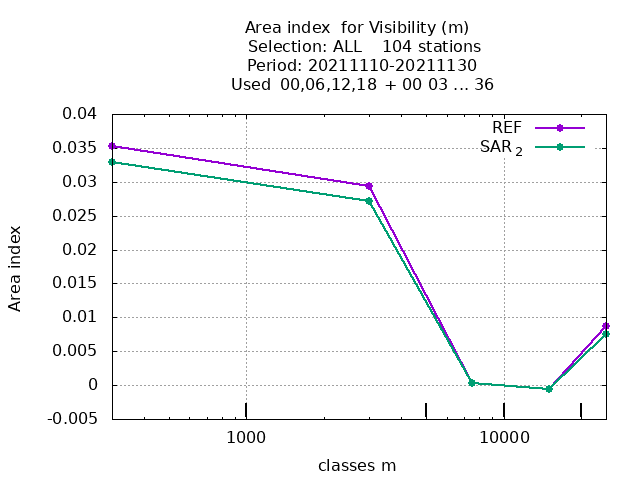 Area index  for Visibility (m)
Selection: ALL    104 stations
Period: 20211110-20211130
Used  00,06,12,18  + 00 03 ... 36
REF
SAR 2
0.04
0.035
0.03
0.025
0.02
0.015
0.01
0.005
0
-0.005
Area index
1000
10000
classes m